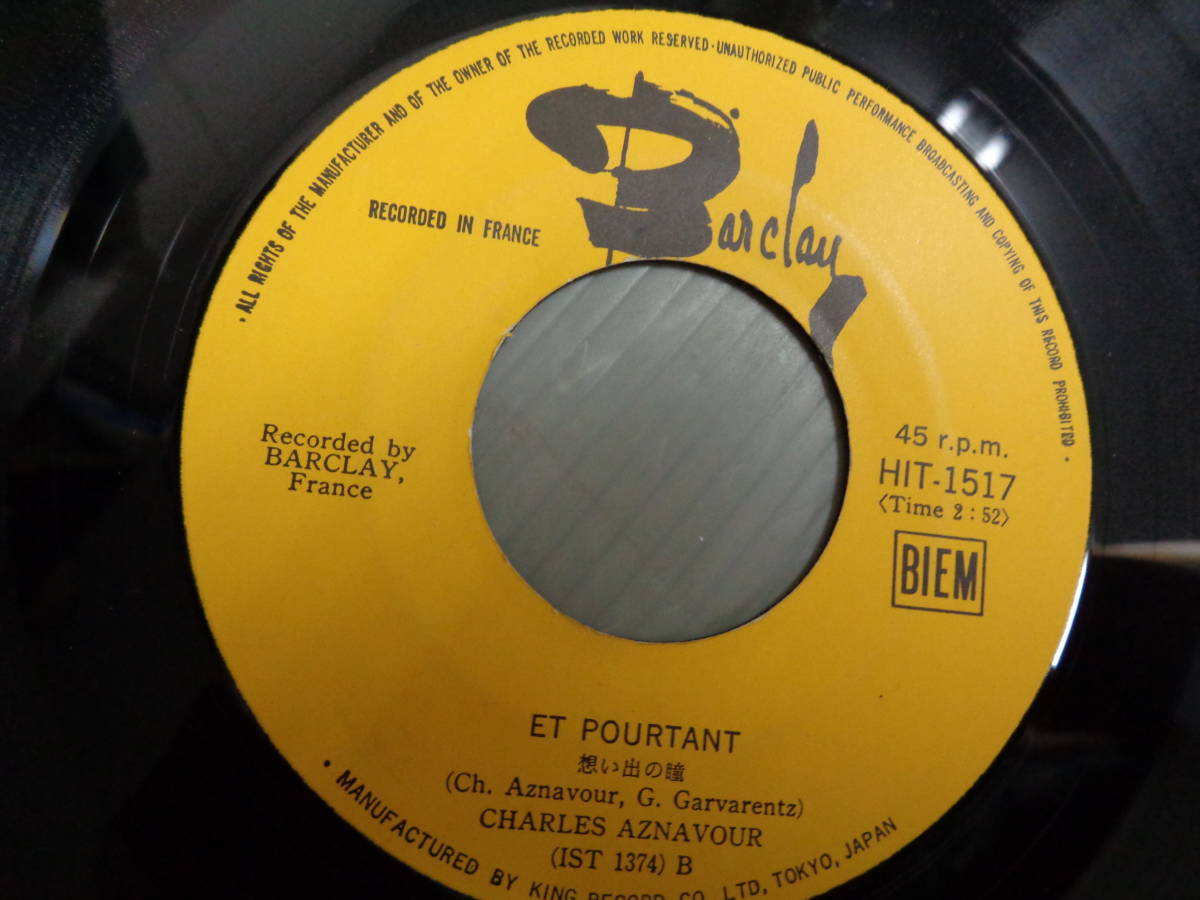 · ALL RIGHTS OF THE MANUFACTURER AND OF THE OWNER OF THE RECORDED WORK RESERVED · UNAUTHORIZED PUBLIC PERFORMANCE BROADCASTING AND COPYING OF THIS RECORD PROHIBITED ·
Barclay
RECORDED IN FRANCE
Recorded by
BARCLAY,
France
45 r.p.m.
HIT-1517
〈Time 2:52〉
BIEM
ET POURTANT
想い出の瞳
(Ch. Aznavour, G. Garvarentz)
CHARLES AZNAVOUR
(IST 1374) B
· MANUFACTURED BY KING RECORD CO. LTD, TOKYO, JAPAN